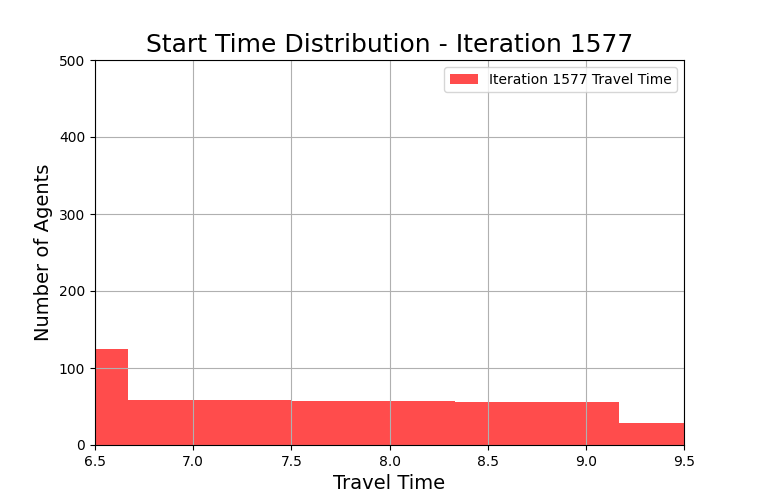 Start Time Distribution - Iteration 1577
Iteration 1577 Travel Time
Number of Agents
500
400
300
200
100
0
6.5 7.0 7.5 8.0 8.5 9.0 9.5
Travel Time